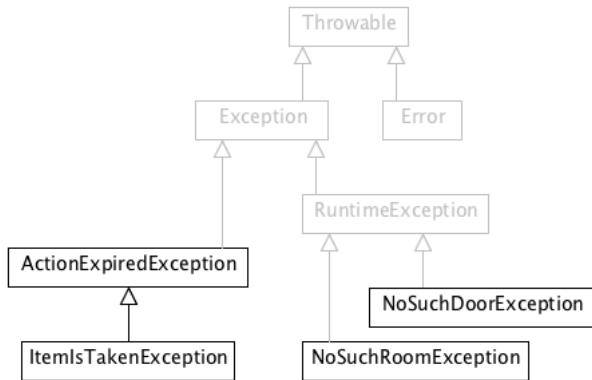 Throwable
Exception
Error
RuntimeException
ActionExpiredException
NoSuchDoorException
ItemIsTakenException
NoSuchRoomException